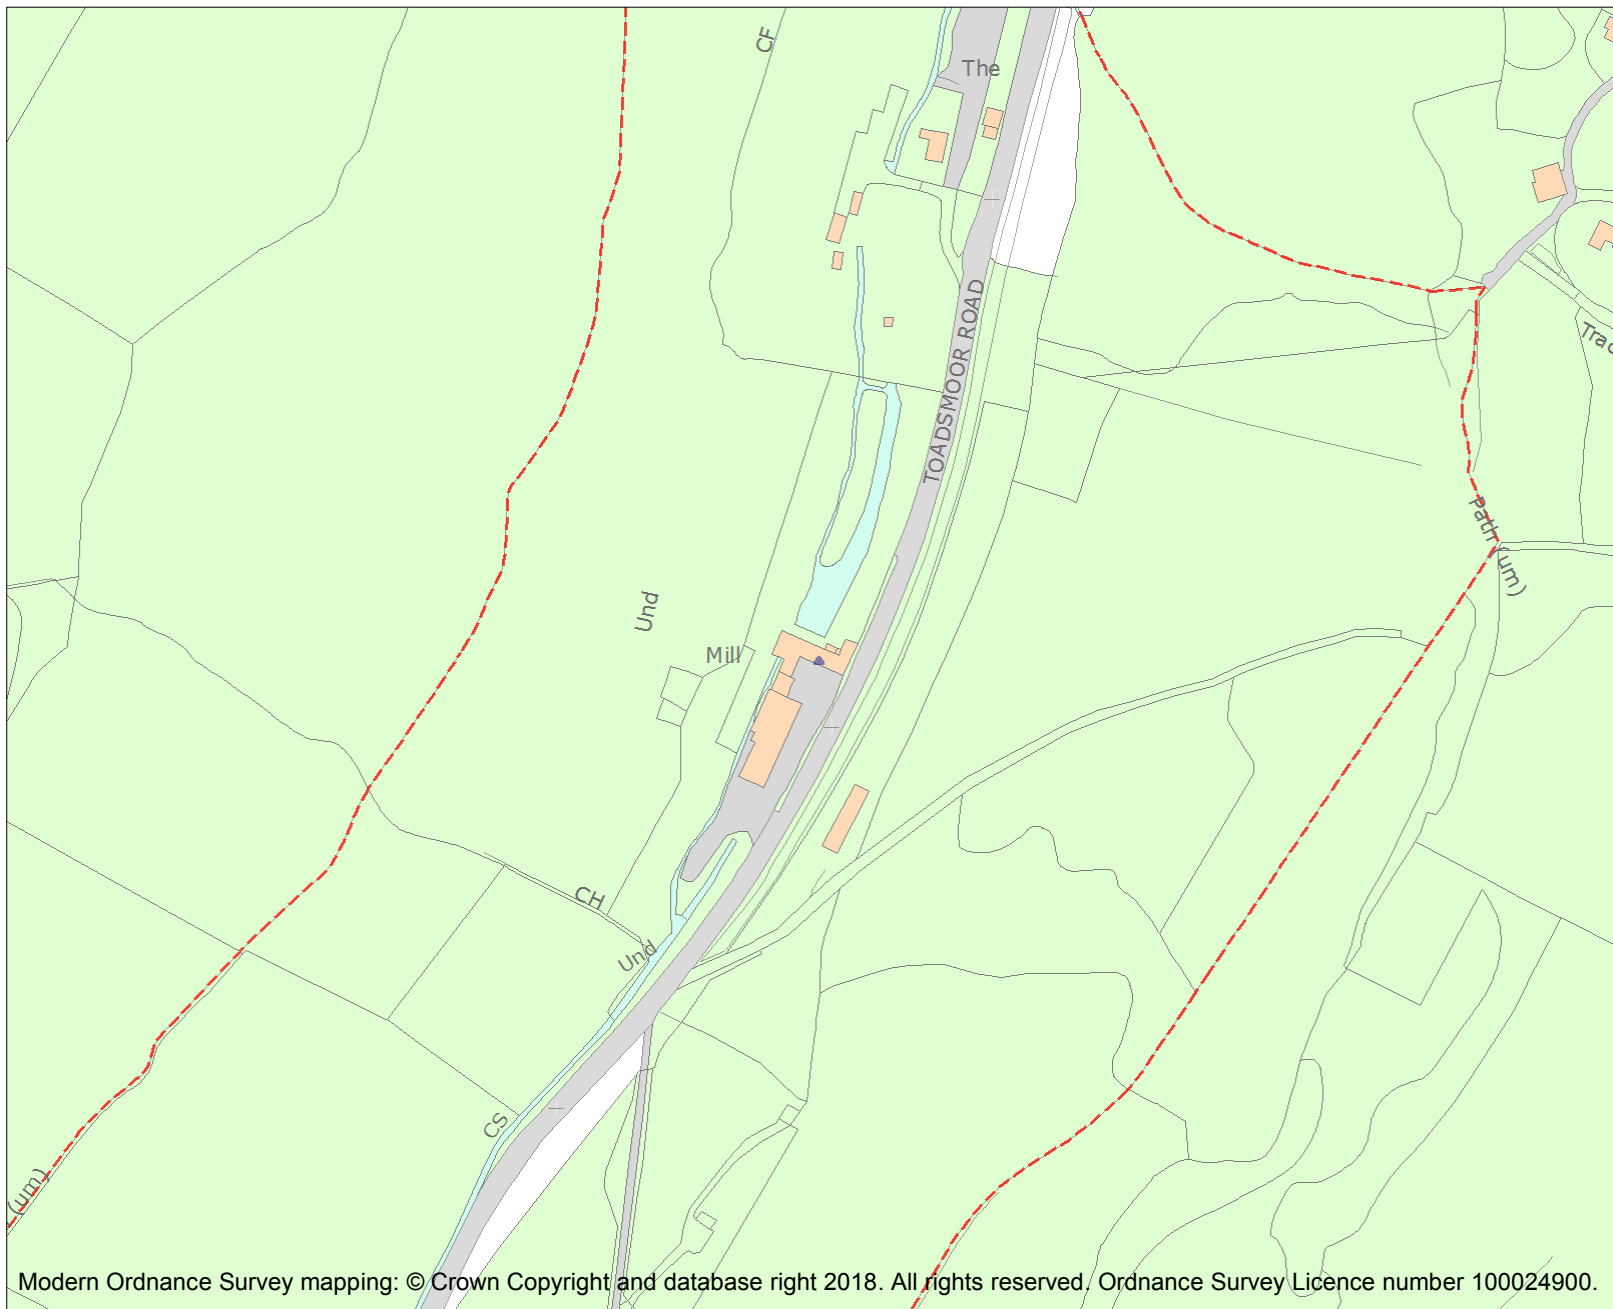 CF
The
TOADSMOOR ROAD
Trac
Path (um)
Und
Mill
CH
Und
CS
(um)
Modern Ordnance Survey mapping: © Crown Copyright and database right 2018. All rights reserved. Ordnance Survey Licence number 100024900.